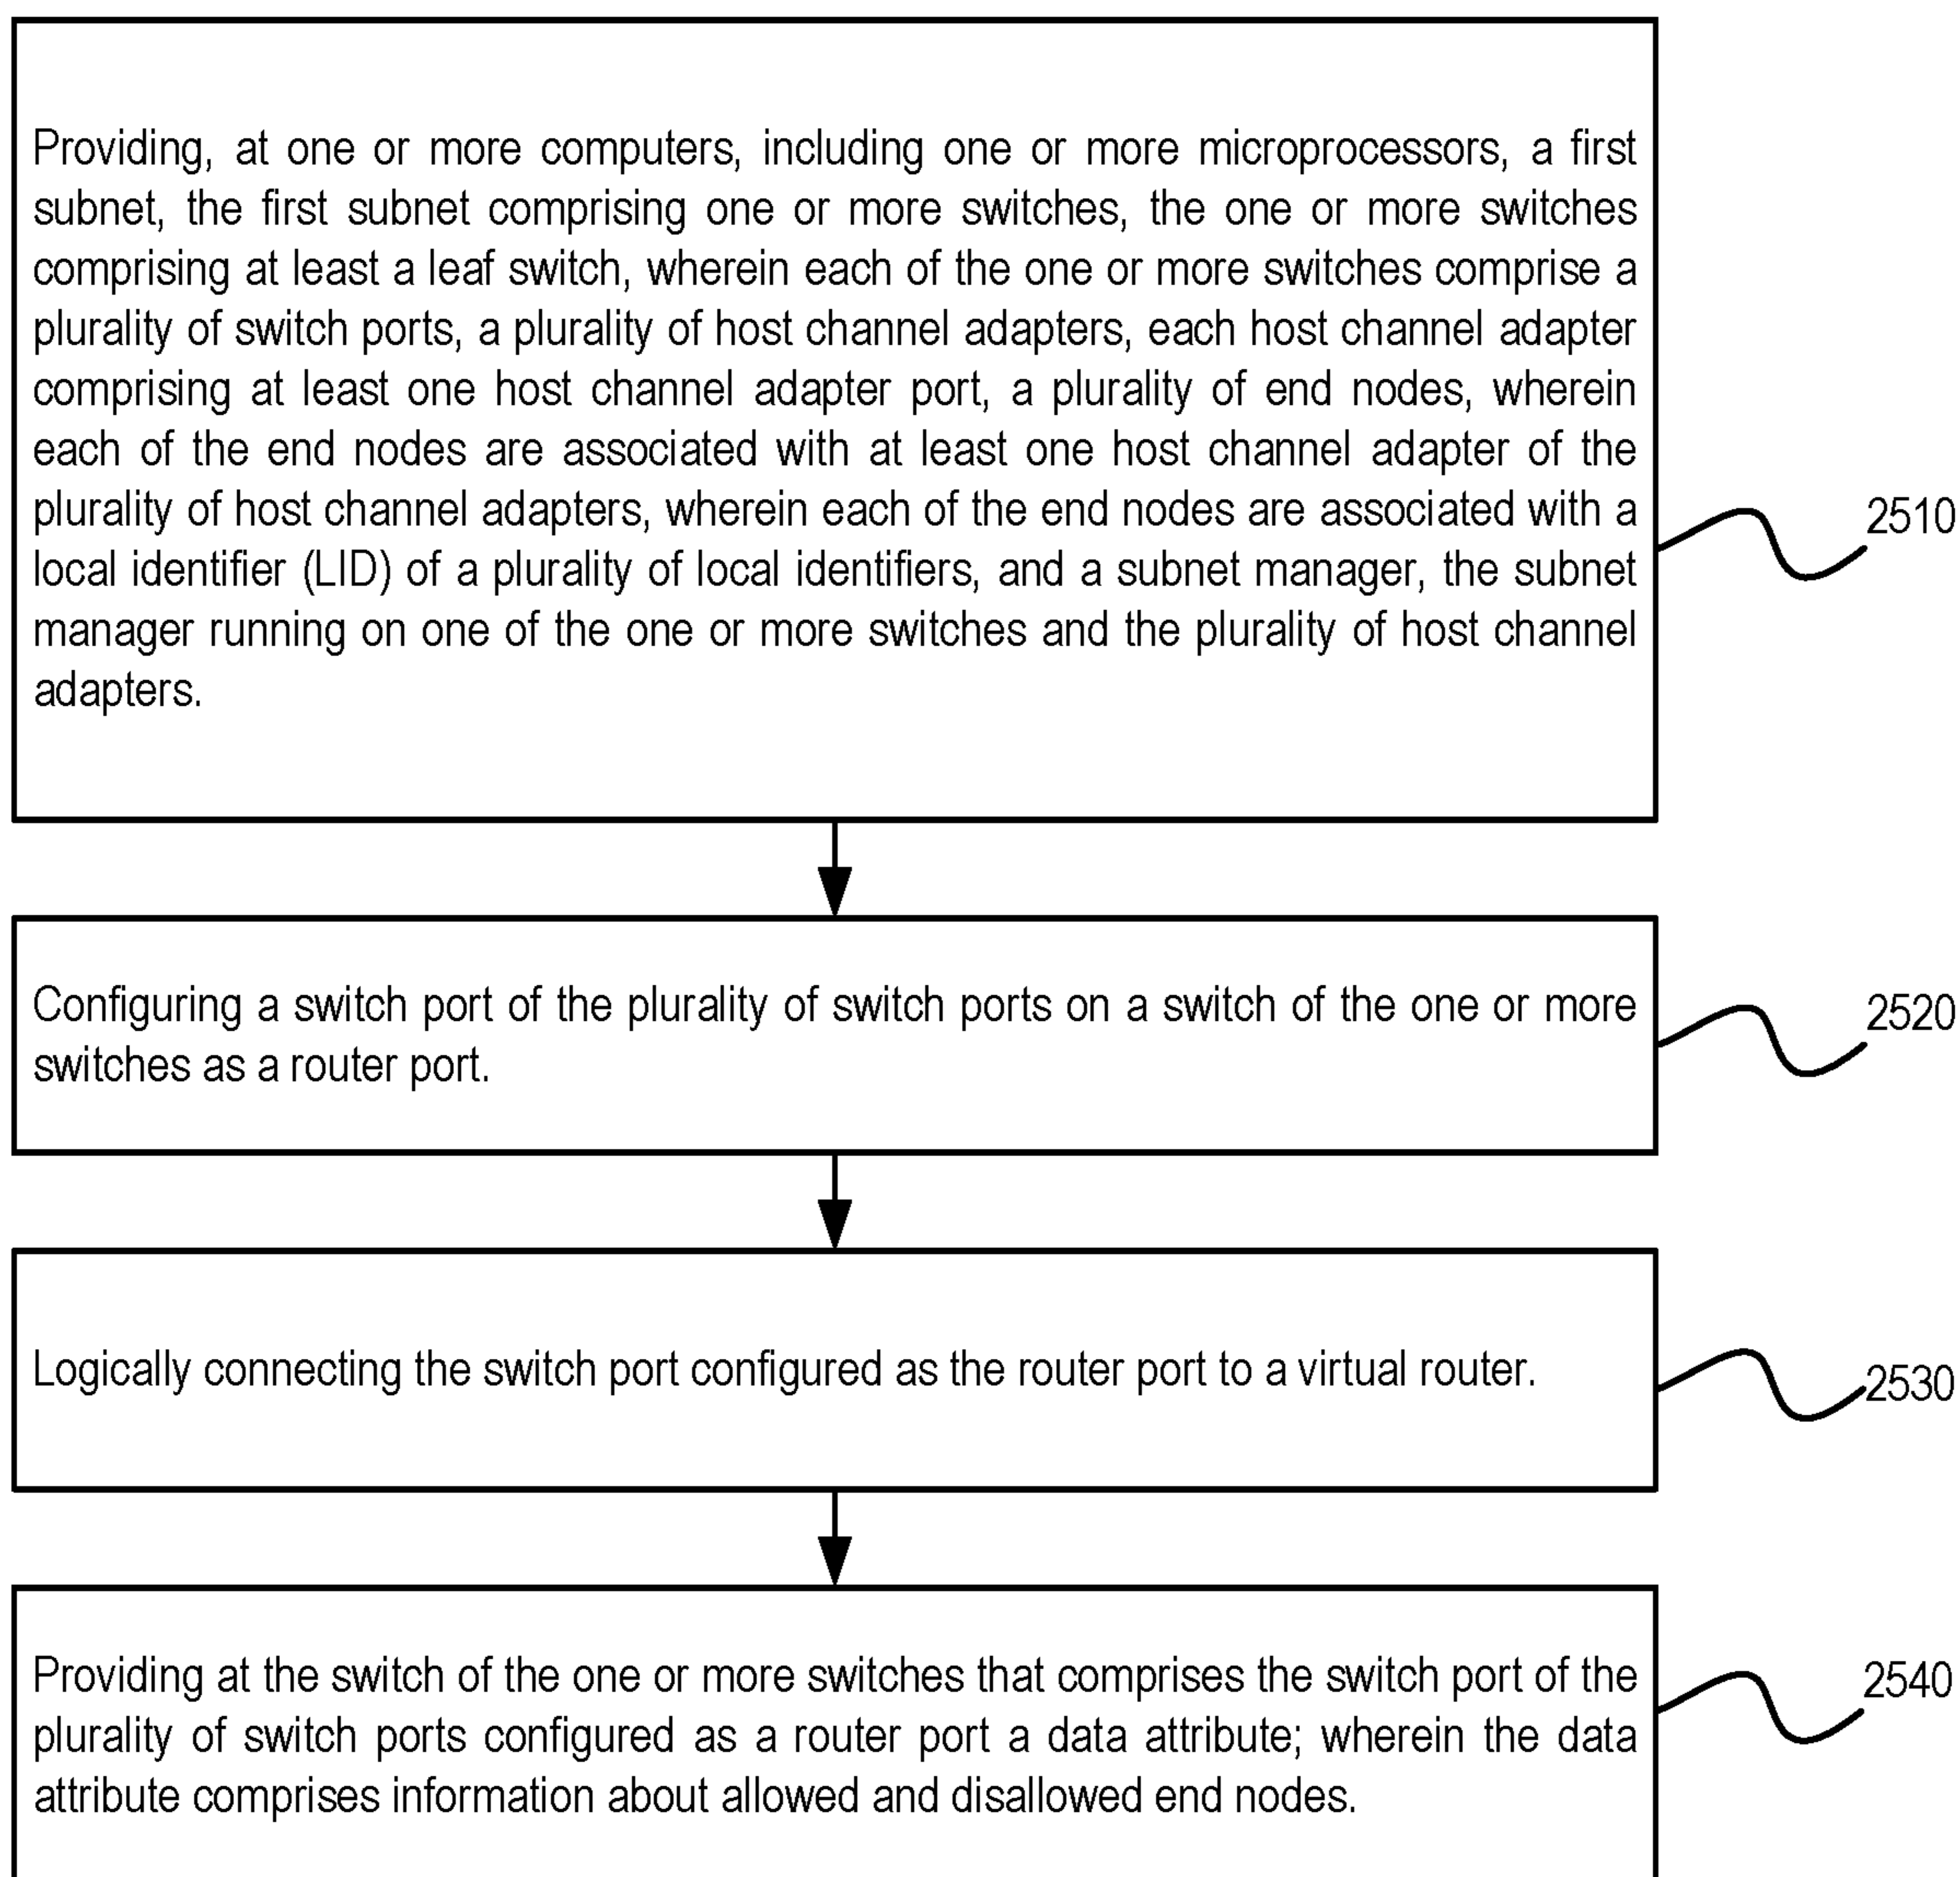 Providing, at one or more computers, including one or more microprocessors, a first
subnet, the first subnet comprising one or more switches, the one or more switches
comprising at least a leaf switch, wherein each of the one or more switches comprise a
plurality of switch ports, a plurality of host channel adapters, each host channel adapter
comprising at least one host channel adapter port, a plurality of end nodes, wherein
each of the end nodes are associated with at least one host channel adapter of the
plurality of host channel adapters, wherein each of the end nodes are associated with a
local identifier (LID) of a plurality of local identifiers, and a subnet manager, the subnet
manager running on one of the one or more switches and the plurality of host channel
adapters.
2510
Configuring a switch port of the plurality of switch ports on a switch of the one or more
switches as a router port.
2520
Logically connecting the switch port configured as the router port to a virtual router.
2530
Providing at the switch of the one or more switches that comprises the switch port of the
plurality of switch ports configured as a router port a data attribute; wherein the data
attribute comprises information about allowed and disallowed end nodes.
2540